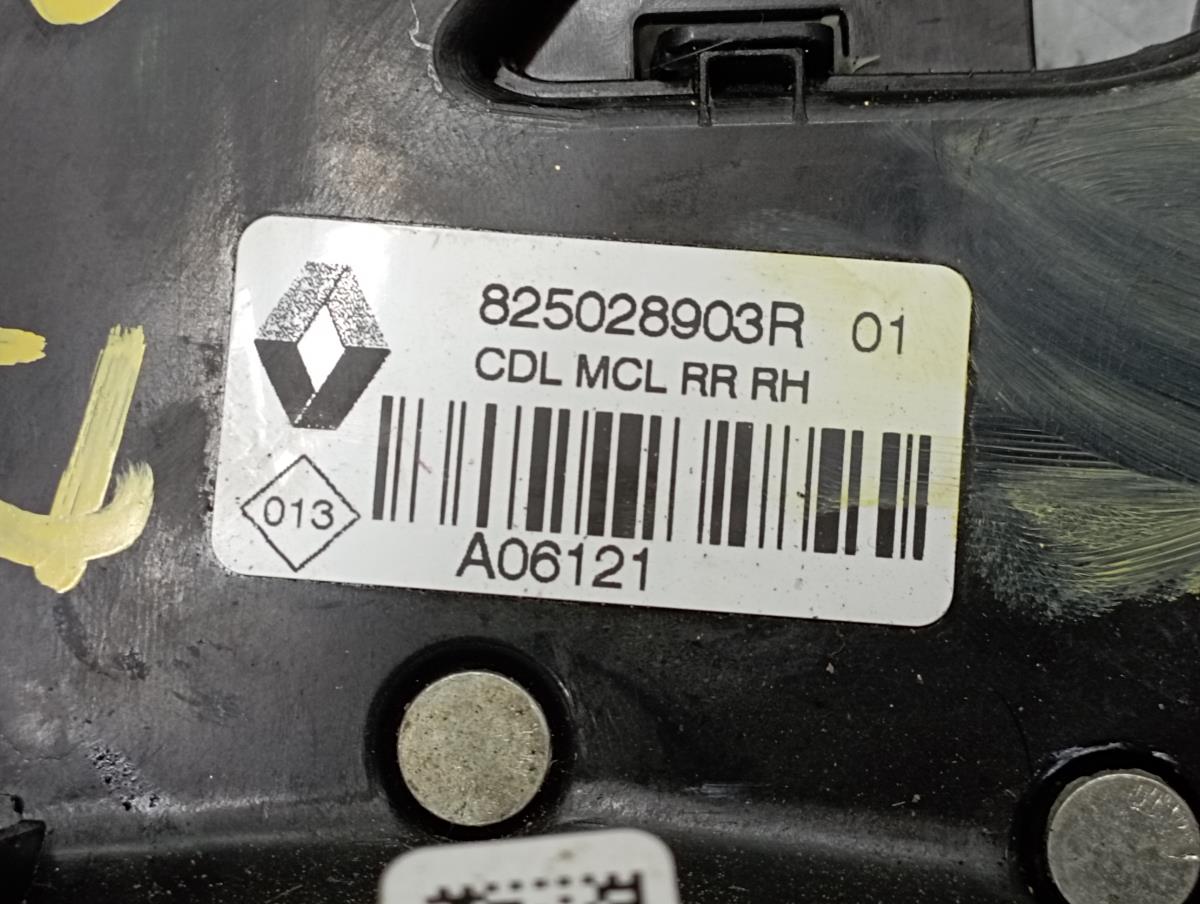 825028903R 01
CDL MCL RR RH
013
A06121